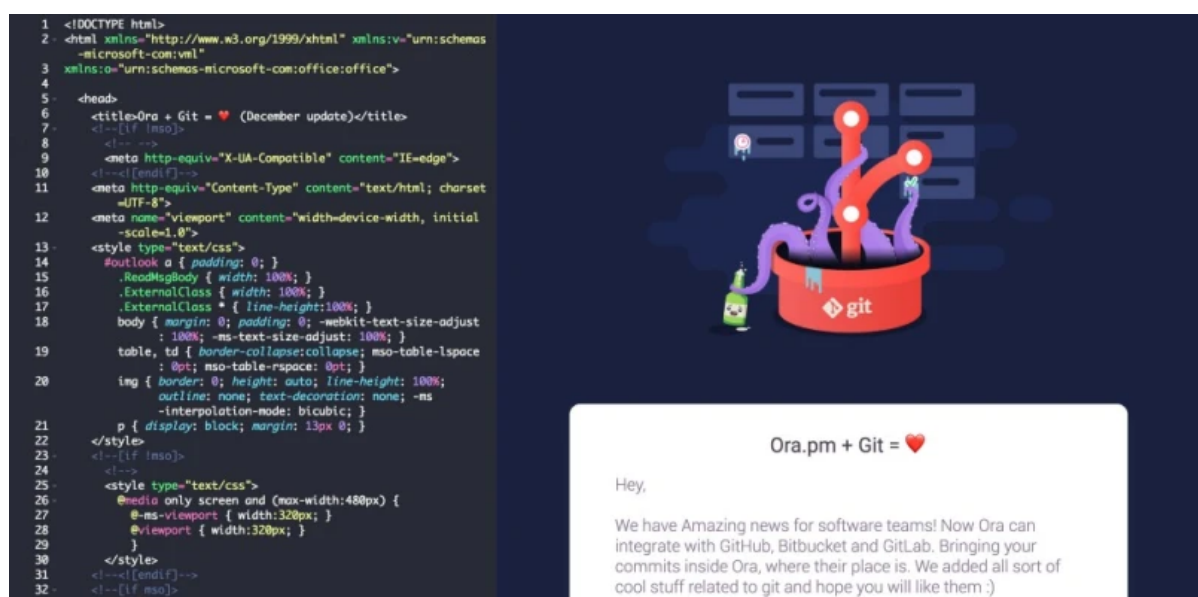 1 <!DOCTYPE html>
2 <html xmlns="http://www.w3.org/1999/xhtml" xmlns:v="urn:schemas
-microsoft-com:vml"
3 xmlns:o="urn:schemas-microsoft-com:office:office">
4
5 <head>
6 <title>Ora + Git = ❤️ (December update)</title>
7 <!--[if !mso]>
8 <!-- -->
9 <meta http-equiv="X-UA-Compatible" content="IE=edge">
10 <!--<![endif]-->
11 <meta http-equiv="Content-Type" content="text/html; charset
=UTF-8">
12 <meta name="viewport" content="width=device-width, initial
-scale=1.0">
13 <style type="text/css">
14 #outlook a { padding: 0; }
15 .ReadMsgBody { width: 100%; }
16 .ExternalClass { width: 100%; }
17 .ExternalClass * { line-height:100%; }
18 body { margin: 0; padding: 0; -webkit-text-size-adjust
: 100%; -ms-text-size-adjust: 100%; }
19 table, td { border-collapse:collapse; mso-table-lspace
: 0pt; mso-table-rspace: 0pt; }
20 img { border: 0; height: auto; line-height: 100%;
outline: none; text-decoration: none; -ms
-interpolation-mode: bicubic; }
21 p { display: block; margin: 13px 0; }
22 </style>
23 <!--[if !mso]>
24 <!-->
25 <style type="text/css">
26 @media only screen and (max-width:480px) {
27 @-ms-viewport { width:320px; }
28 @viewport { width:320px; }
29 }
30 </style>
31 <!--<![endif]-->
32 <!--[if mso]>
git
Ora.pm + Git = ❤️
Hey,
We have Amazing news for software teams! Now Ora can
integrate with GitHub, Bitbucket and GitLab. Bringing your
commits inside Ora, where their place is. We added all sort of
cool stuff related to git and hope you will like them :)